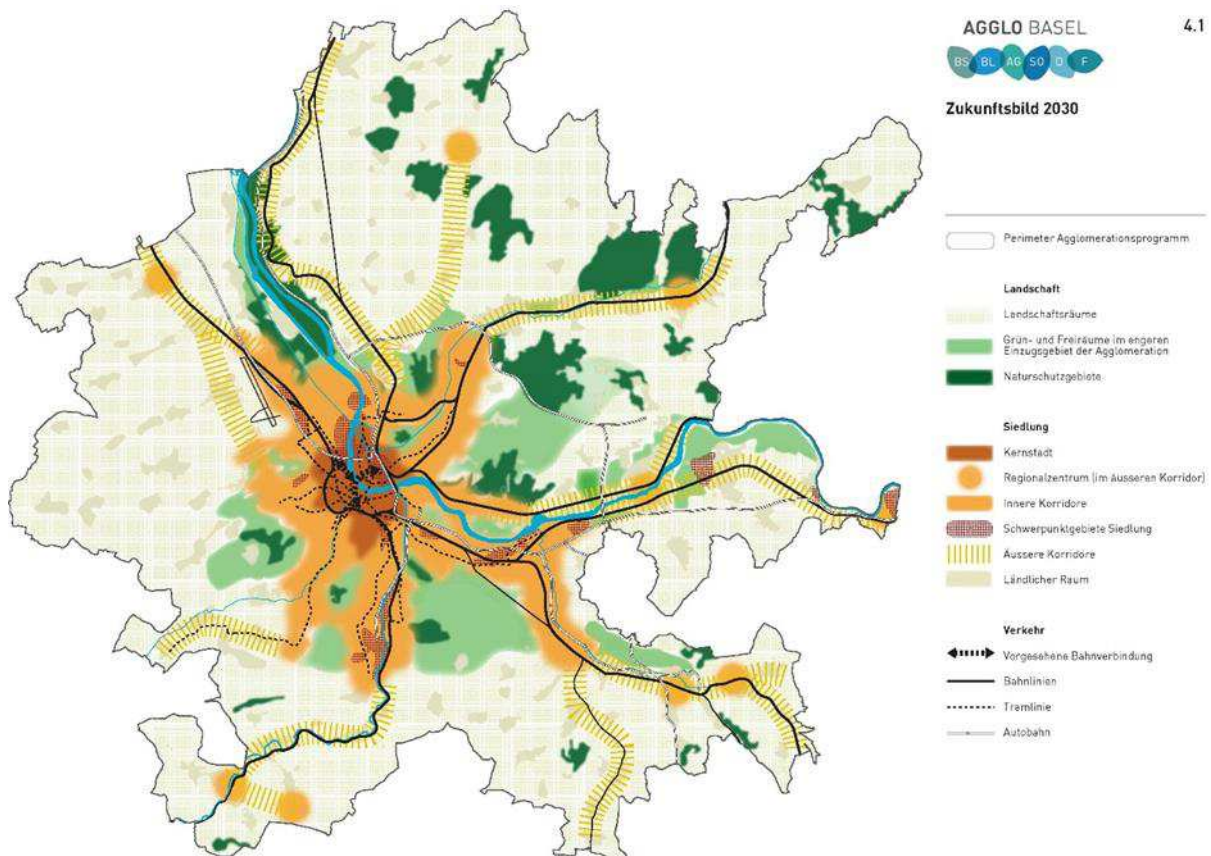 AGGLO BASEL
4.1
BS BL AG SO D F
Zukunftsbild 2030
Perimeter Agglomerationsprogramm
Landschaft
Landschaftsräume
Grün- und Freiräume im engeren
Einzugsgebiet der Agglomeration
Naturschutzgebiete
Siedlung
Kernstadt
Regionalzentrum (im äusseren Korridor)
Innere Korridore
Schwerpunktgebiete Siedlung
Äussere Korridore
Ländlicher Raum
Verkehr
Vorgesehene Bahnverbindung
Bahnlinien
Tramlinie
Autobahn